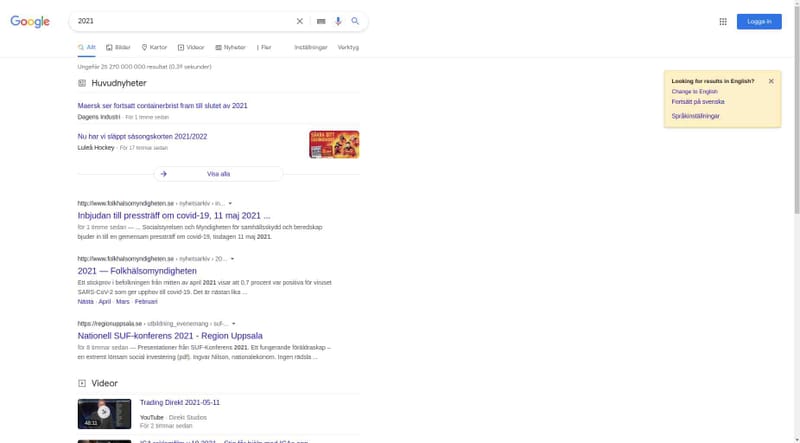 Google
2021
Logga in
Allt
Bilder
Kartor
Videor
Nyheter
Fler
Inställningar
Verktyg
Ungefär 25 270 000 000 resultat (0,39 sekunder)
Looking for results in English?
Change to English
Fortsätt på svenska
Språkinställningar
Huvudnyheter
Maersk ser fortsatt containerbrist fram till slutet av 2021
Dagens Industri · För 1 timme sedan
Nu har vi släppt säsongskorten 2021/2022
Luleå Hockey · För 17 timmar sedan
Visa alla
http://www.folkhalsomyndigheten.se › nyhetsarkiv › in...
Inbjudan till pressträff om covid-19, 11 maj 2021 ...
för 1 timme sedan — ... Socialstyrelsen och Myndigheten för samhällsskydd och beredskap
bjuder in till en gemensam pressträff om covid-19, tisdagen 11 maj 2021.
http://www.folkhalsomyndigheten.se › nyhetsarkiv › 20...
2021 — Folkhälsomyndigheten
Ett stickprov i befolkningen från mitten av april 2021 visar att 0.7 procent var positiva för viruset
SARS-CoV-2 som ger upphov till covid-19. Det är nästan lika ...
Nästa · April · Mars · Februari
https://regionuppsala.se › utbildning_evenemang › suf-...
Nationell SUF-konferens 2021 - Region Uppsala
för 8 timmar sedan — Presentationer från SUF-Konferens 2021. Ett fungerande föräldraskap –
en extremt lönsam social investering (pdf). Ingvar Nilson, nationalekonom. Ingen rädsla ...
Videor
Trading Direkt 2021-05-11
48:11
YouTube · Direkt Studios
För 2 timmar sedan